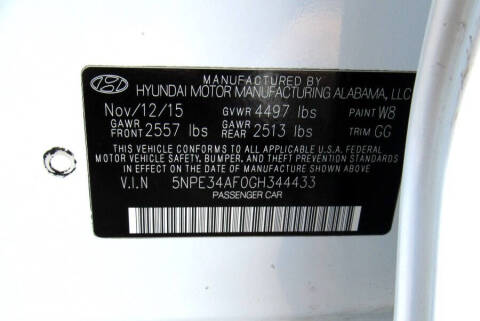 MANUFACTURED BY
HYUNDAI MOTOR MANUFACTURING ALABAMA, LLC
Nov/12/15 GVWR 4497 lbs PAINT W8
GAWR FRONT 2557 lbs GAWR REAR 2513 lbs TRIM GG
THIS VEHICLE CONFORMS TO ALL APPLICABLE U.S.A. FEDERAL
MOTOR VEHICLE SAFETY, BUMPER, AND THEFT PREVENTION STANDARDS
IN EFFECT ON THE DATE OF MANUFACTURE SHOWN ABOVE
V.I.N 5NPE34AF0GH344433
PASSENGER CAR